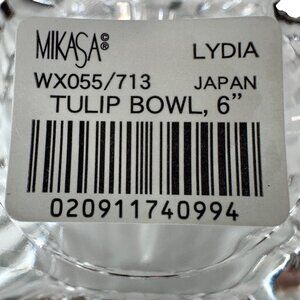 MIKASA© LYDIA
WX055/713 JAPAN
TULIP BOWL, 6”
020911740994